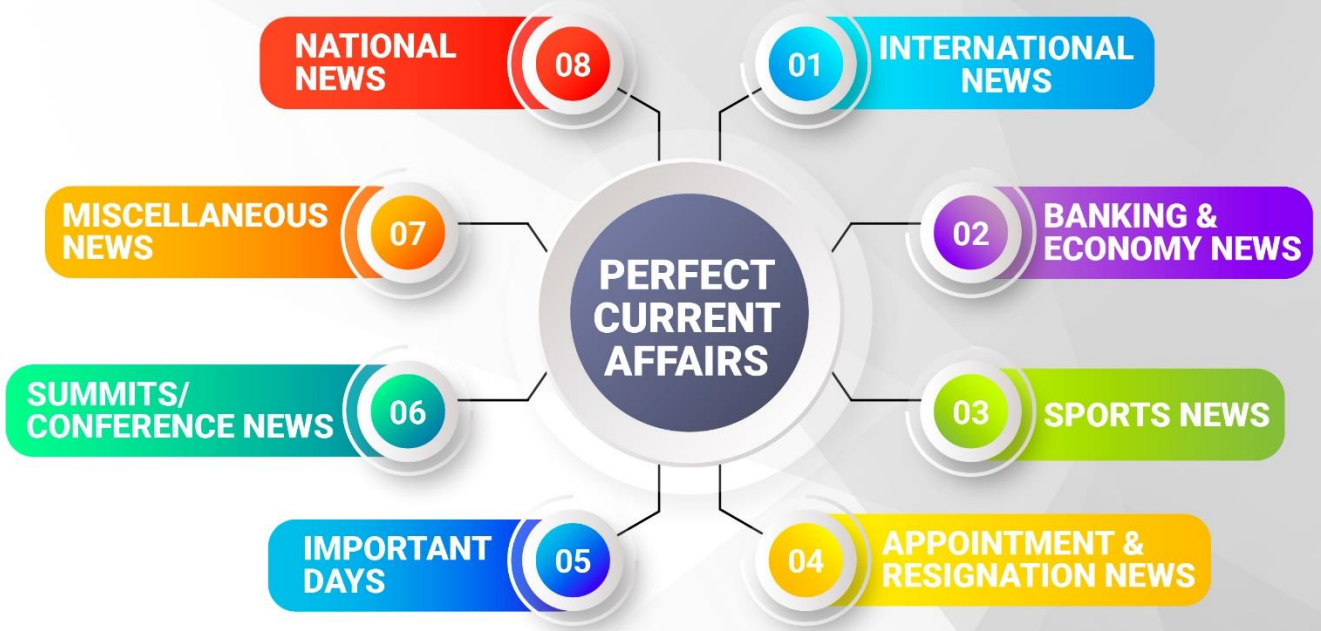 PERFECT
CURRENT
AFFAIRS
01
INTERNATIONAL
NEWS
02
BANKING &
ECONOMY NEWS
03
SPORTS NEWS
04
APPOINTMENT &
RESIGNATION NEWS
05
IMPORTANT
DAYS
06
SUMMITS/
CONFERENCE NEWS
07
MISCELLANEOUS
NEWS
08
NATIONAL
NEWS